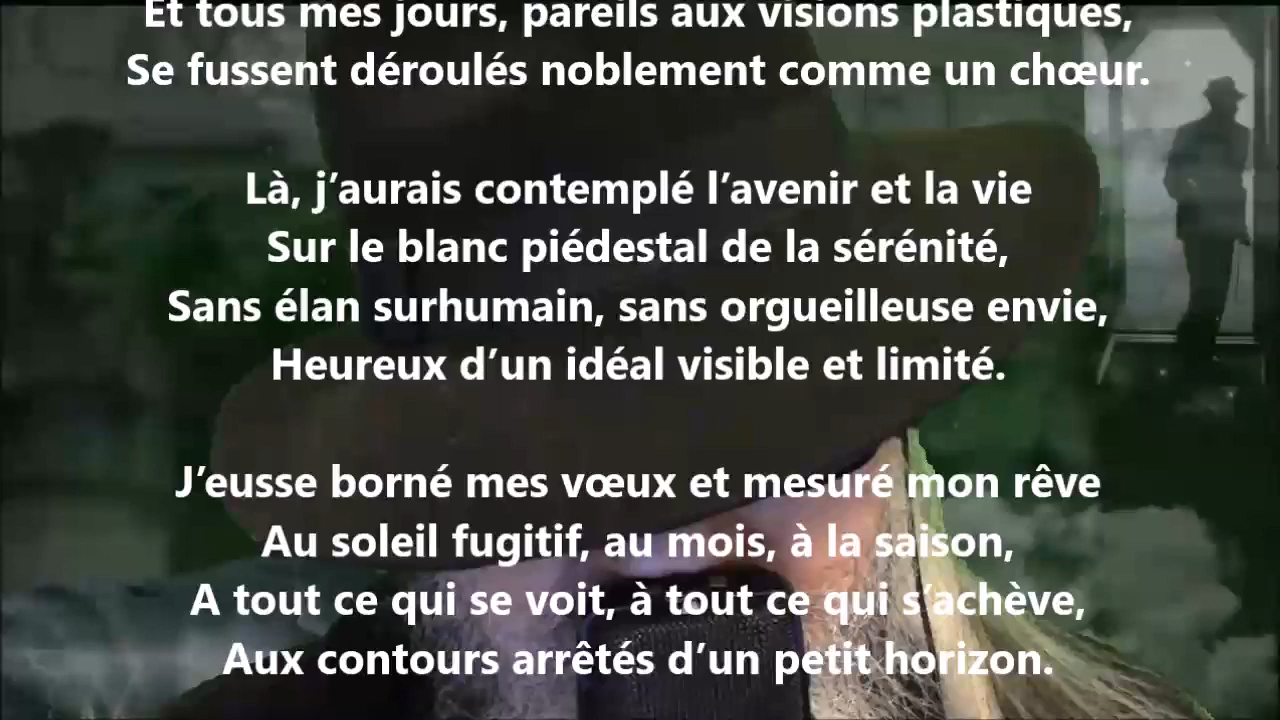 Et tous mes jours, pareils aux visions plastiques,
Se fussent déroulés noblement comme un chœur.
Là, j’aurais contemplé l’avenir et la vie
Sur le blanc piédestal de la sérénité,
Sans élan surhumain, sans orgueilleuse envie,
Heureux d’un idéal visible et limité.
J’eusse borné mes vœux et mesuré mon rêve
Au soleil fugitif, au mois, à la saison,
A tout ce qui se voit, à tout ce qui s’achève,
Aux contours arrêtés d’un petit horizon.